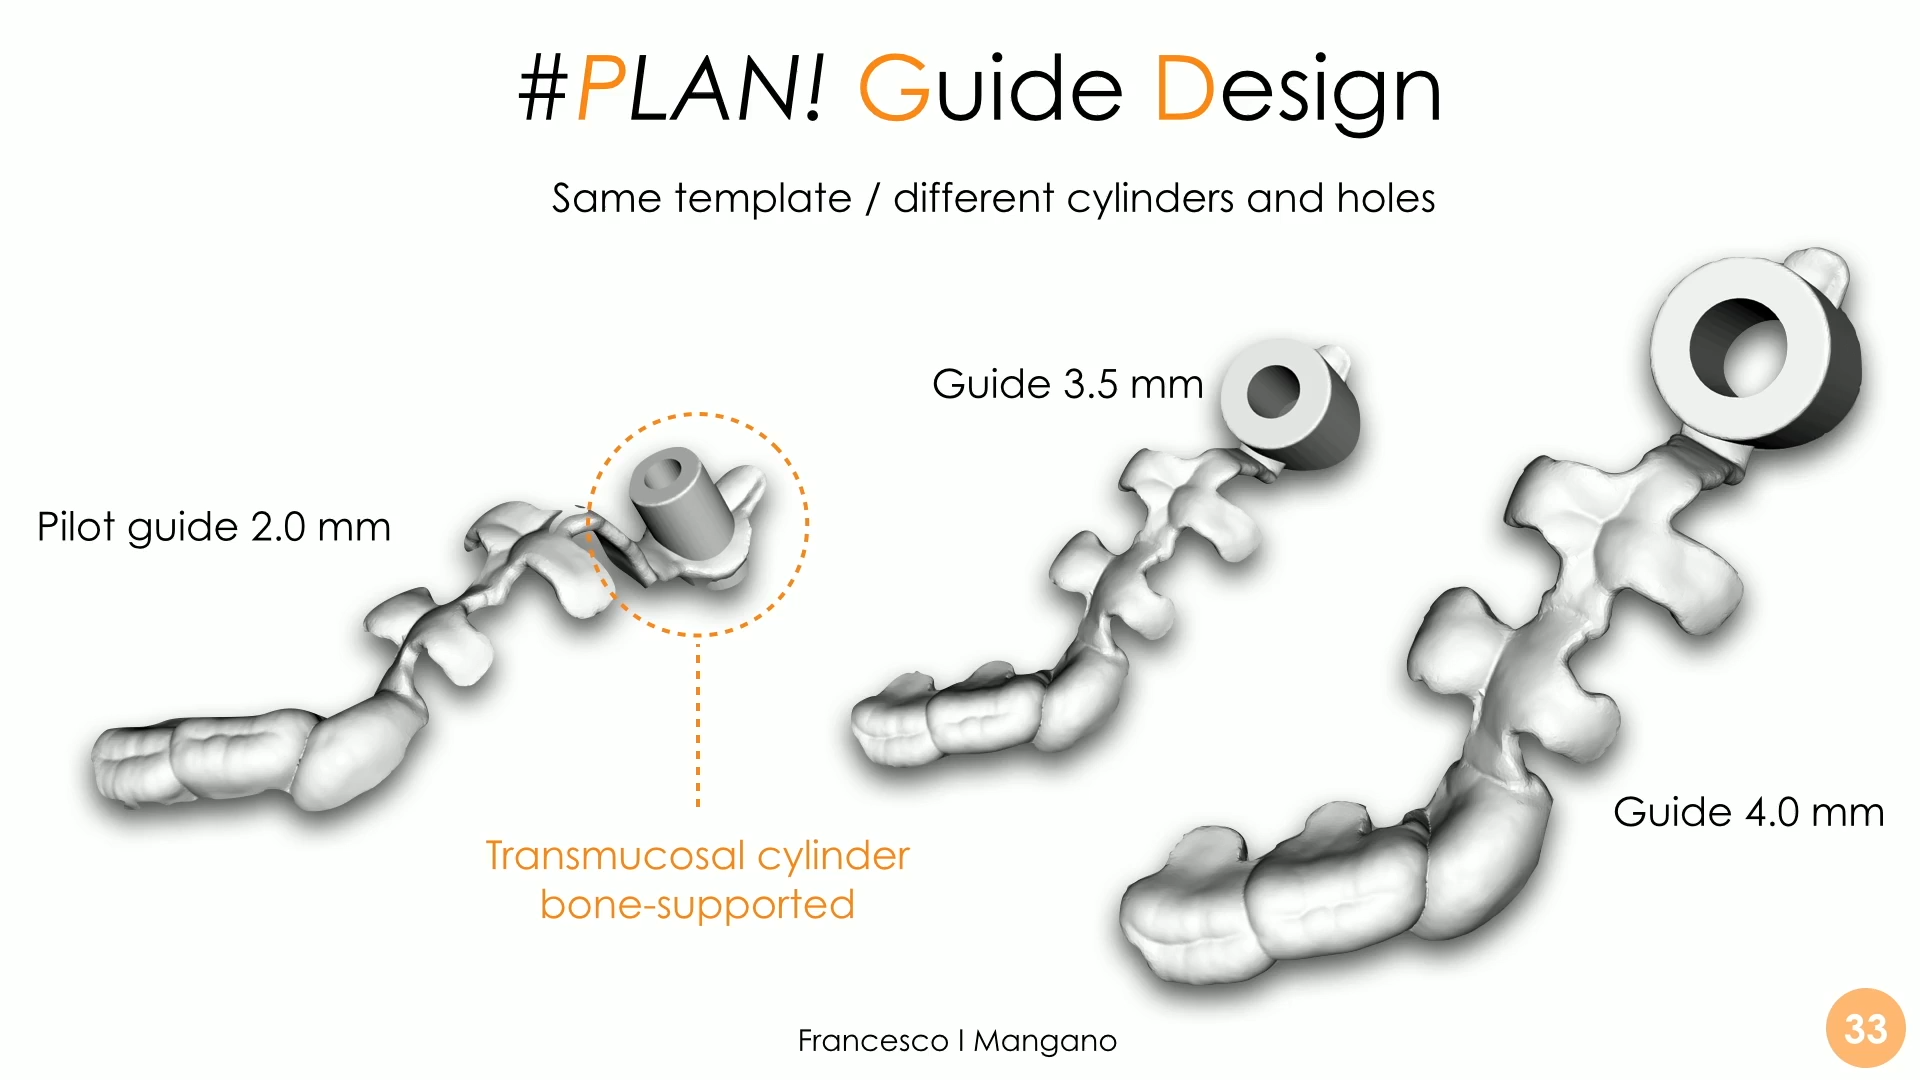 #PLAN! Guide Design
Same template / different cylinders and holes
Guide 3.5 mm
Pilot guide 2.0 mm
Guide 4.0 mm
Transmucosal cylinder
bone-supported
Francesco I Mangano
33